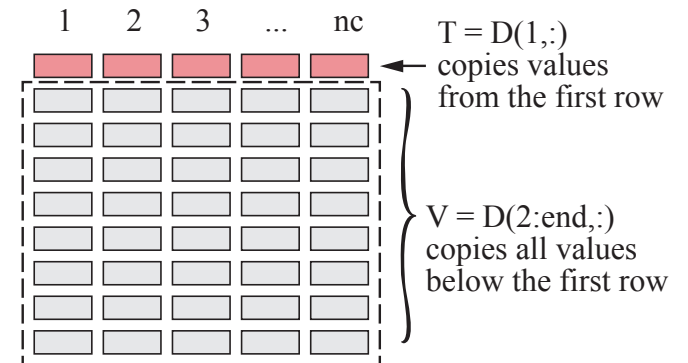 1 2 3 ... nc
T = D(1,:)
copies values
from the first row
V = D(2:end,:)
copies all values
below the first row